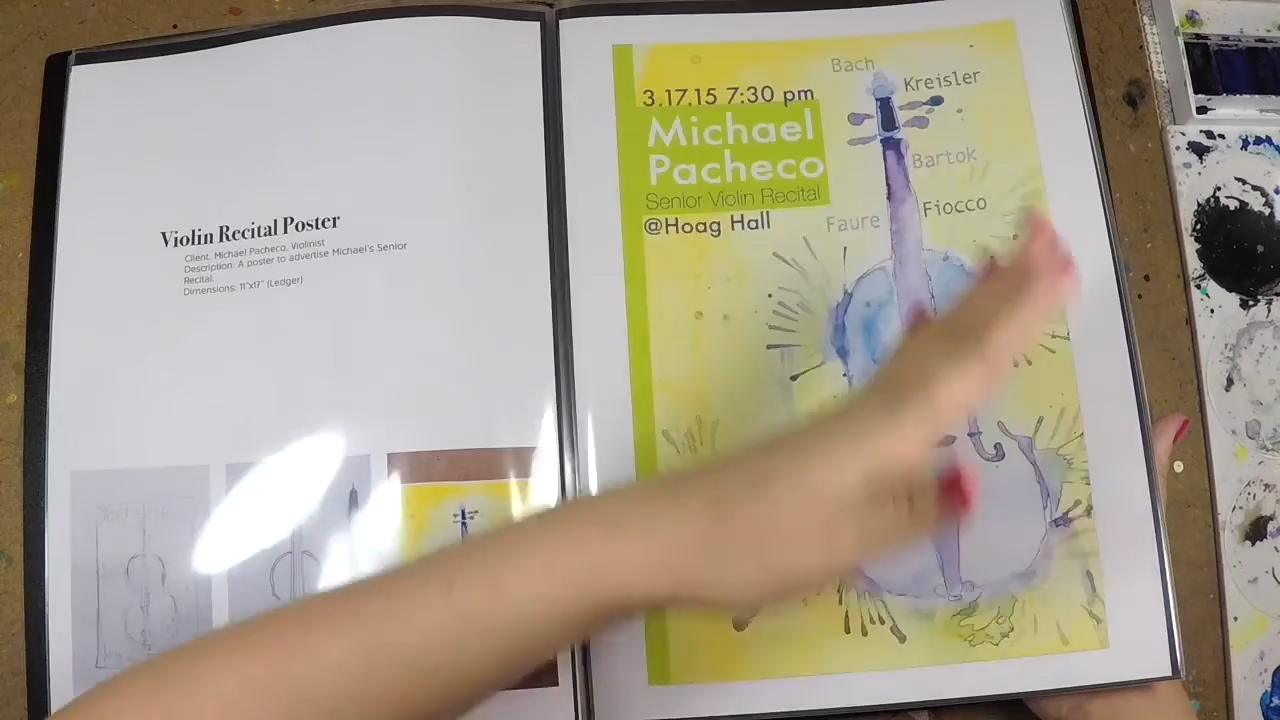 Violin Recital Poster
Client: Michael Pacheco, Violinist
Description: A poster to advertise Michael's Senior
Recital.
Dimensions: 11"x17" (Ledger)
3.17.15 7:30 pm
Michael
Pacheco
Senior Violin Recital
@Hoag Hall
Bach
Kreisler
Bartok
Fiocco
Faure